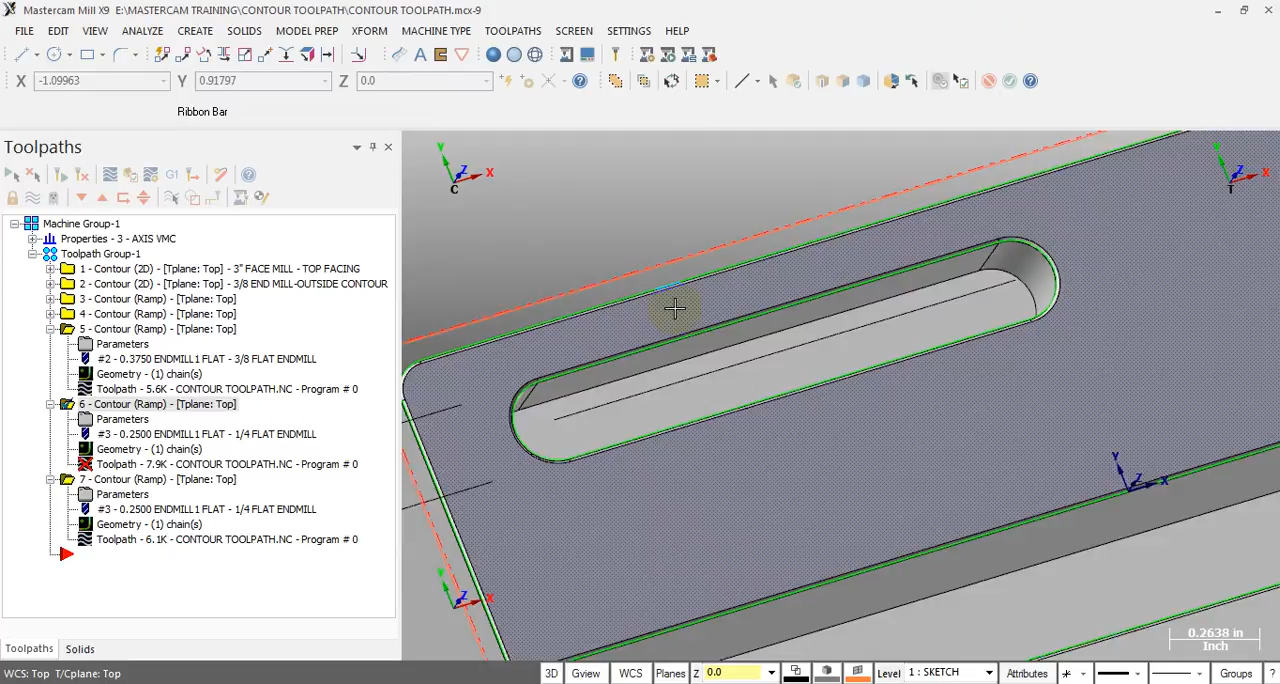 Mastercam Mill X9 E:\MASTERCAM TRAINING\CONTOUR TOOLPATH\CONTOUR TOOLPATH.mcx-9
FILE EDIT VIEW ANALYZE CREATE SOLIDS MODEL PREP XFORM MACHINE TYPE TOOLPATHS SCREEN SETTINGS HELP
X -1.09963 Y 0.91797 Z 0.0
Ribbon Bar
Toolpaths
G1
Machine Group-1
Properties - 3 - AXIS VMC
Toolpath Group-1
1 - Contour (2D) - [Tplane: Top] - 3" FACE MILL - TOP FACING
2 - Contour (2D) - [Tplane: Top] - 3/8 END MILL-OUTSIDE CONTOUR
3 - Contour (Ramp) - [Tplane: Top]
4 - Contour (Ramp) - [Tplane: Top]
5 - Contour (Ramp) - [Tplane: Top]
Parameters
#2 - 0.3750 ENDMILL1 FLAT - 3/8 FLAT ENDMILL
Geometry - (1) chain(s)
Toolpath - 5.6K - CONTOUR TOOLPATH.NC - Program # 0
6 - Contour (Ramp) - [Tplane: Top]
Parameters
#3 - 0.2500 ENDMILL1 FLAT - 1/4 FLAT ENDMILL
Geometry - (1) chain(s)
Toolpath - 7.9K - CONTOUR TOOLPATH.NC - Program # 0
7 - Contour (Ramp) - [Tplane: Top]
Parameters
#3 - 0.2500 ENDMILL1 FLAT - 1/4 FLAT ENDMILL
Geometry - (1) chain(s)
Toolpath - 6.1K - CONTOUR TOOLPATH.NC - Program # 0
Y Z X C
Y Z X T
Y Z X
Y Z X
0.2638 in
Inch
Toolpaths Solids
WCS: Top T/Cplane: Top 3D Gview WCS Planes Z 0.0 Level 1 : SKETCH Attributes Groups ?